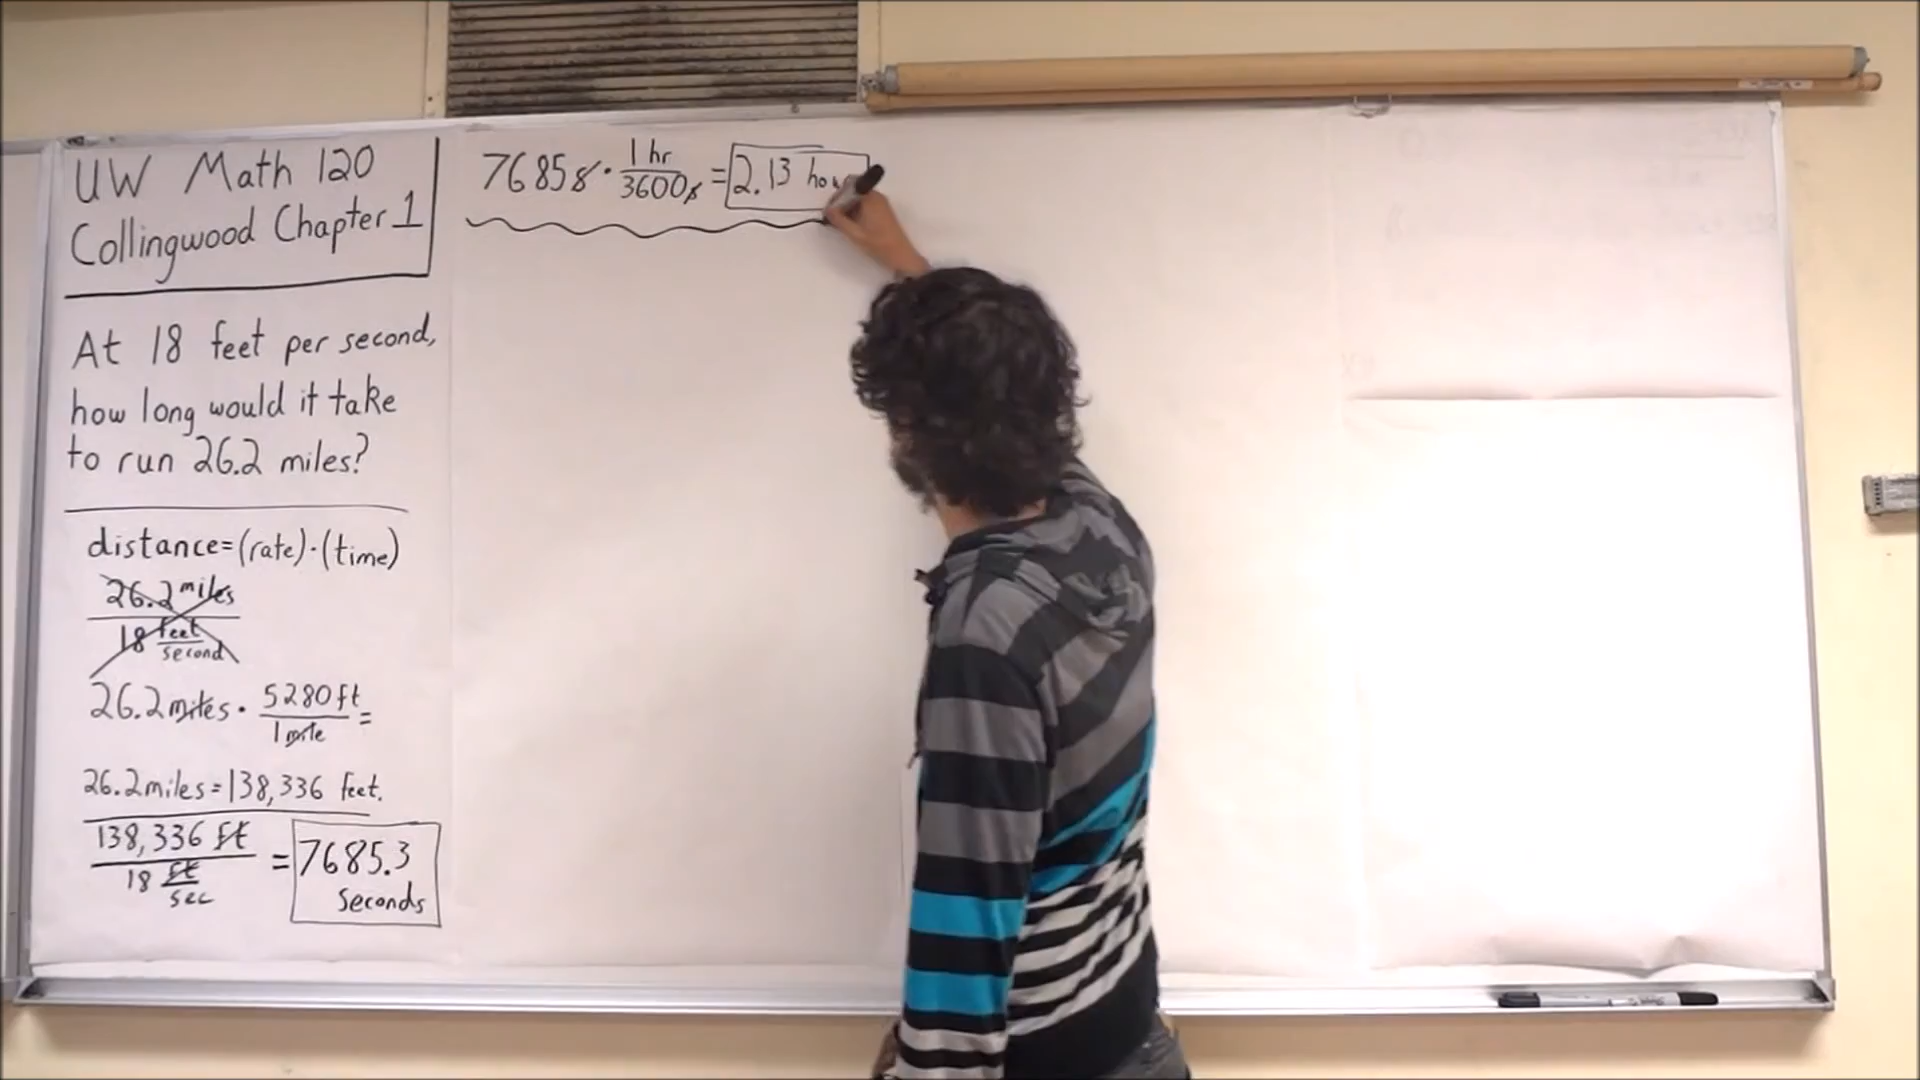 UW Math 120
Collingwood Chapter 1
At 18 feet per second,
how long would it take
to run 26.2 miles?
distance=(rate)·(time)
26.2 miles
18 feet
second
26.2 miles · 5280 ft
1 mile =
26.2 miles = 138,336 feet.
138,336 ft
18 ft
sec
= 7685.3
seconds
7685 s · 1 hr
3600 s = 2.13